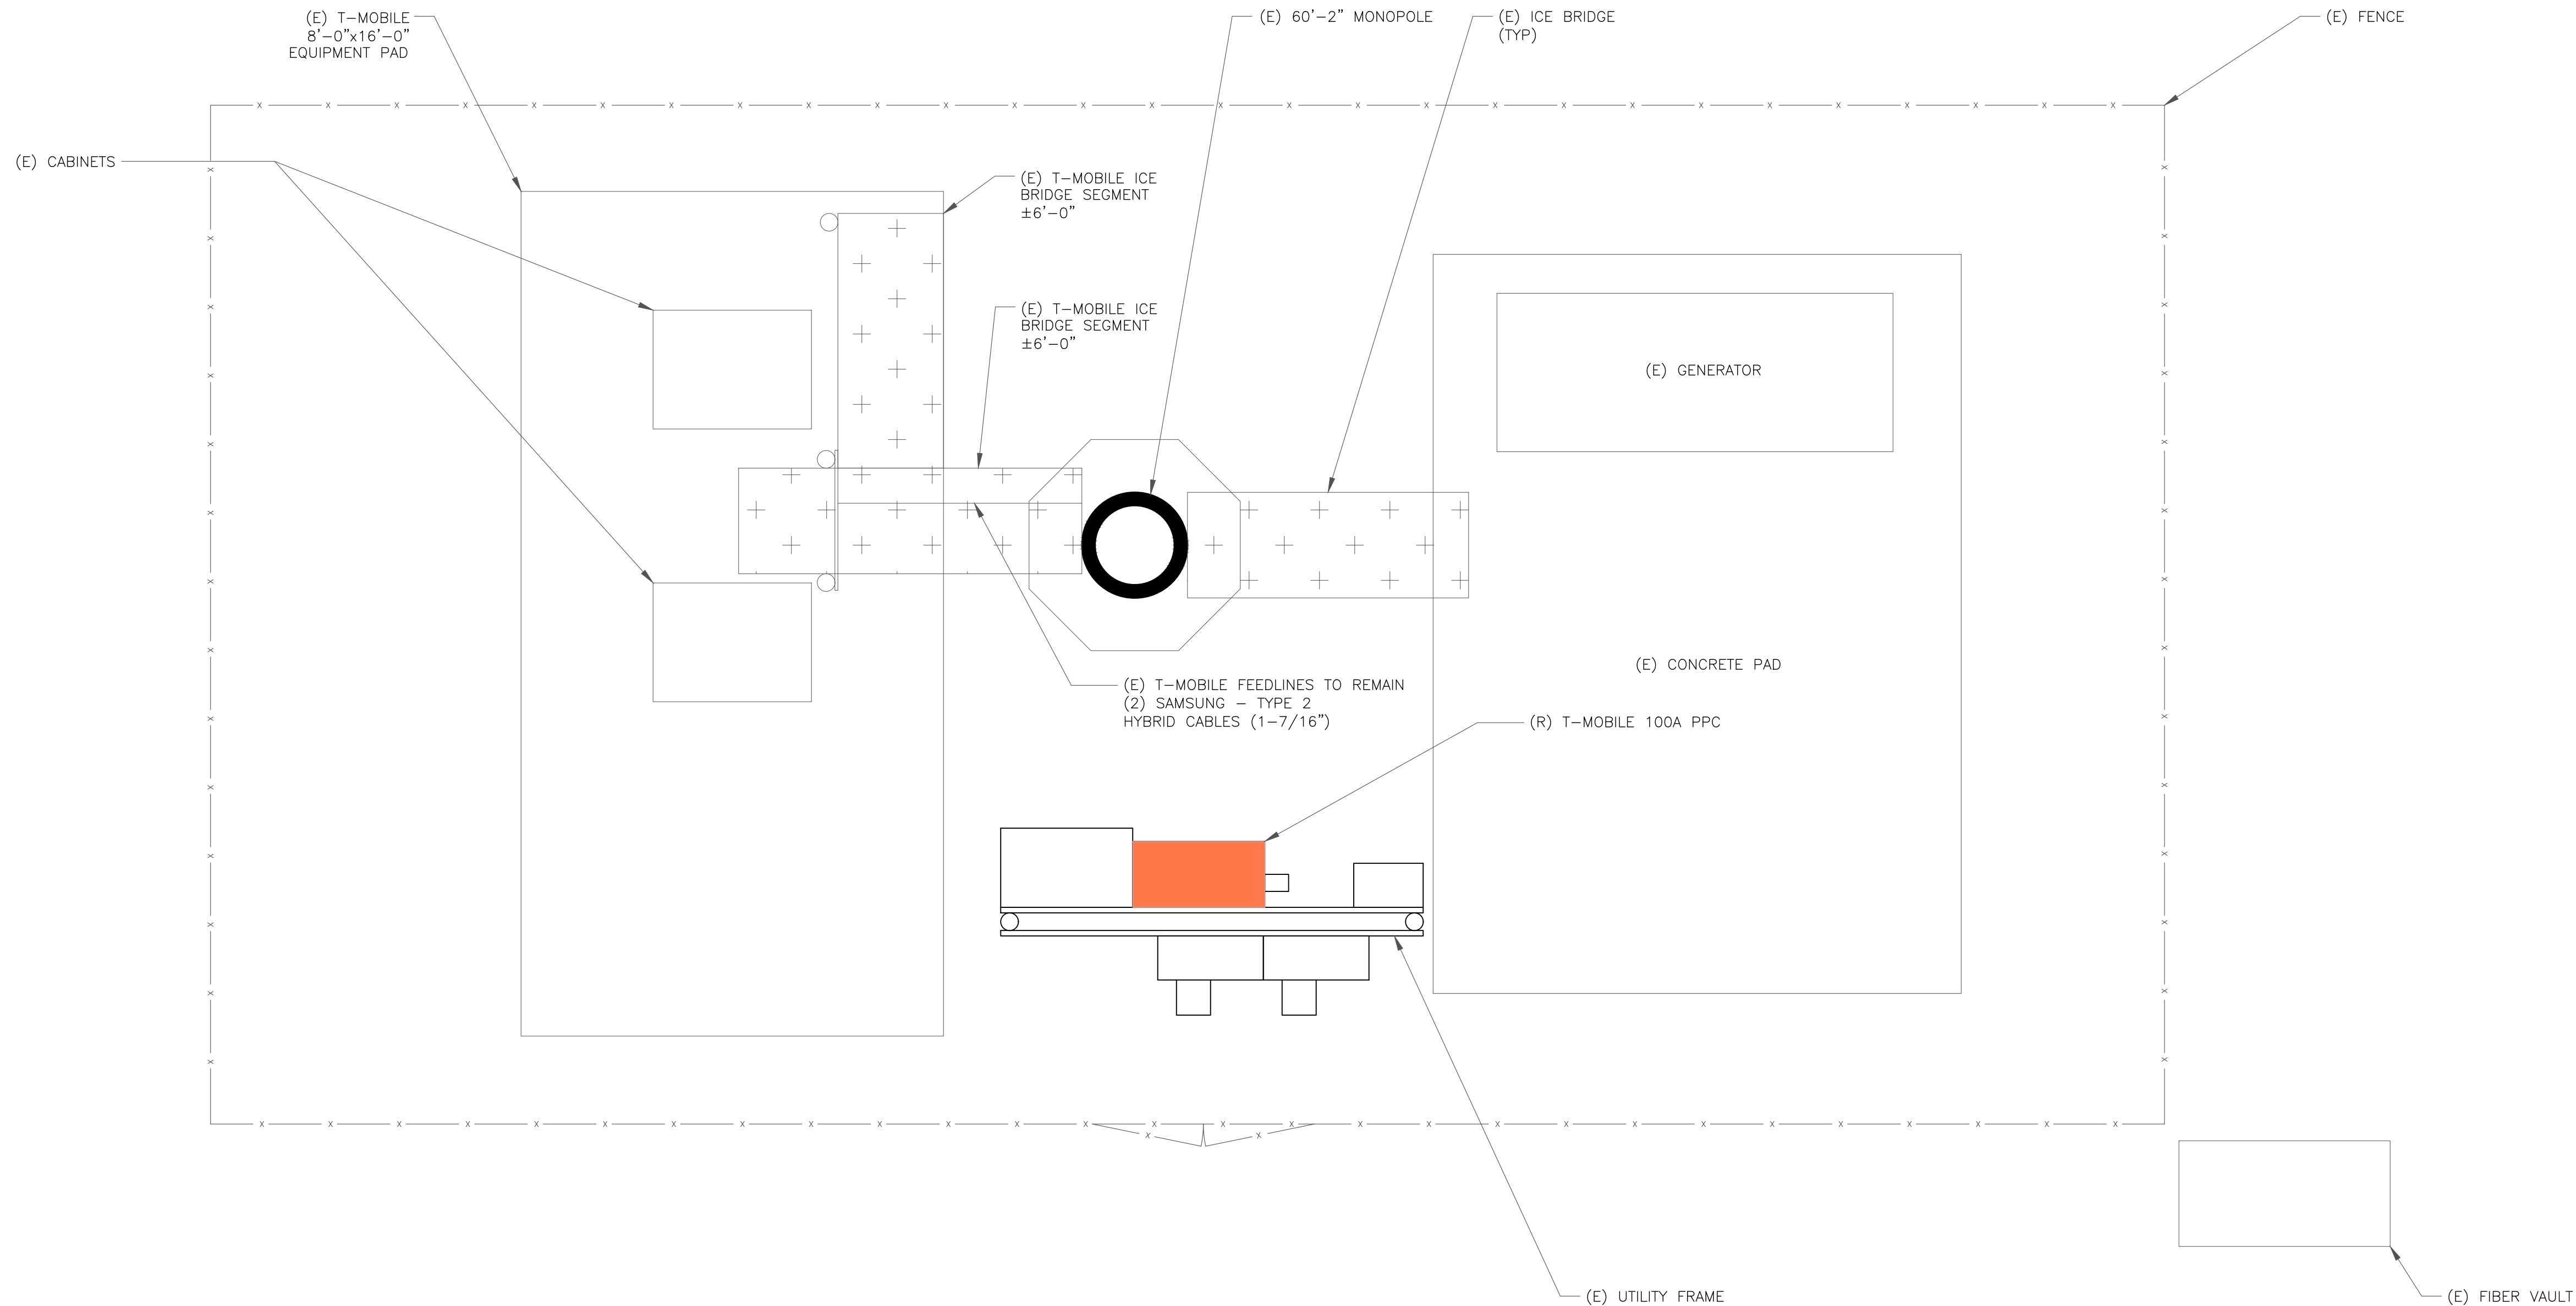 (E) T-MOBILE
8'-0"x16'-0"
EQUIPMENT PAD
(E) 60'-2" MONOPOLE
(E) ICE BRIDGE
(TYP)
(E) FENCE
(E) CABINETS
(E) T-MOBILE ICE
BRIDGE SEGMENT
±6'-0"
(E) T-MOBILE ICE
BRIDGE SEGMENT
±6'-0"
(E) GENERATOR
(E) CONCRETE PAD
(E) T-MOBILE FEEDLINES TO REMAIN
(2) SAMSUNG - TYPE 2
HYBRID CABLES (1-7/16")
(R) T-MOBILE 100A PPC
(E) UTILITY FRAME
(E) FIBER VAULT